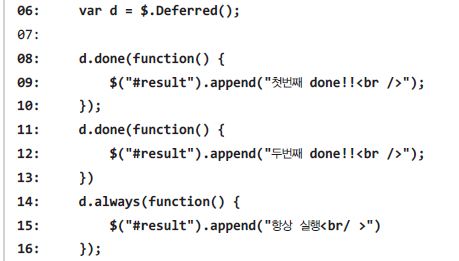 06:     var d = $.Deferred();
07:
08:     d.done(function() {
09:         $("#result").append("첫번째 done!!<br />");
10:     });
11:     d.done(function() {
12:         $("#result").append("두번째 done!!<br />");
13:     })
14:     d.always(function() {
15:         $("#result").append("항상 실행<br/ >")
16:     });